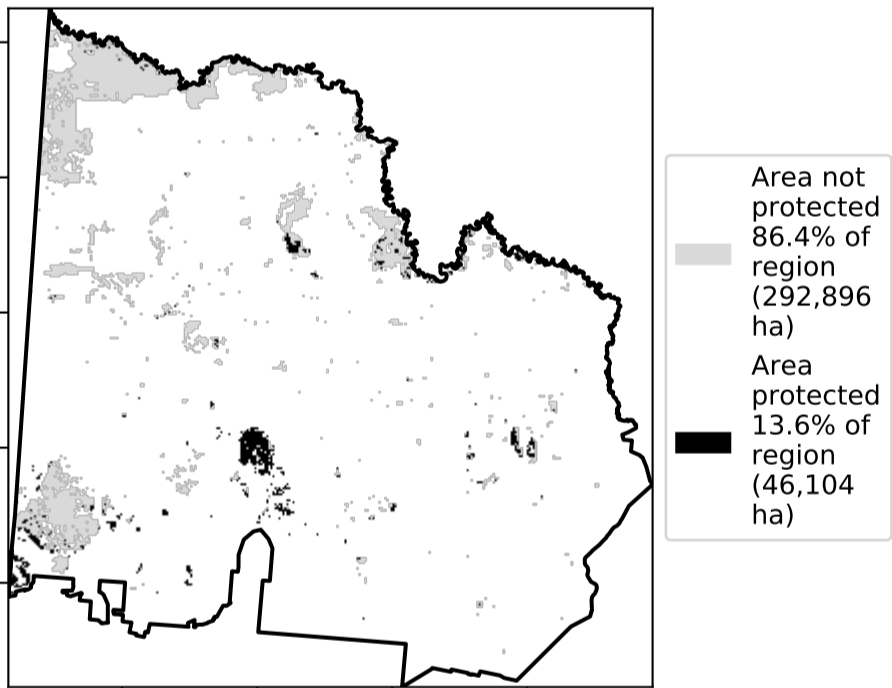 Area not
protected
86.4% of
region
(292,896
ha)
Area
protected
13.6% of
region
(46,104
ha)